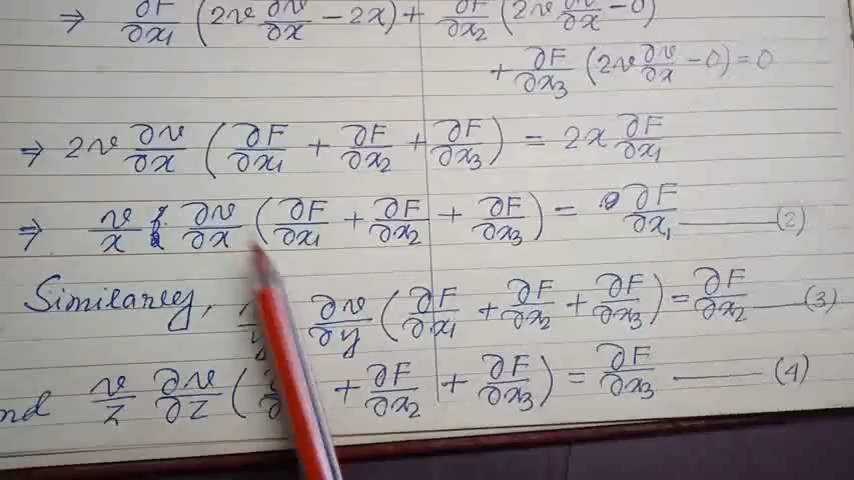 ⇒ ∂F/∂x₁ (2v ∂v/∂x − 2x) + ∂F/∂x₂ (2v ∂v/∂x − 0)
+ ∂F/∂x₃ (2v ∂v/∂x − 0) = 0
⇒ 2v ∂v/∂x (∂F/∂x₁ + ∂F/∂x₂ + ∂F/∂x₃) = 2x ∂F/∂x₁
⇒ v/x ∂v/∂x (∂F/∂x₁ + ∂F/∂x₂ + ∂F/∂x₃) = ∂F/∂x₁ —— (2)
Similarly, ∂v/∂y (∂F/∂x₁ + ∂F/∂x₂ + ∂F/∂x₃) = ∂F/∂x₂ —— (3)
nd v/z ∂v/∂z ( + ∂F/∂x₂ + ∂F/∂x₃) = ∂F/∂x₃ —— (4)